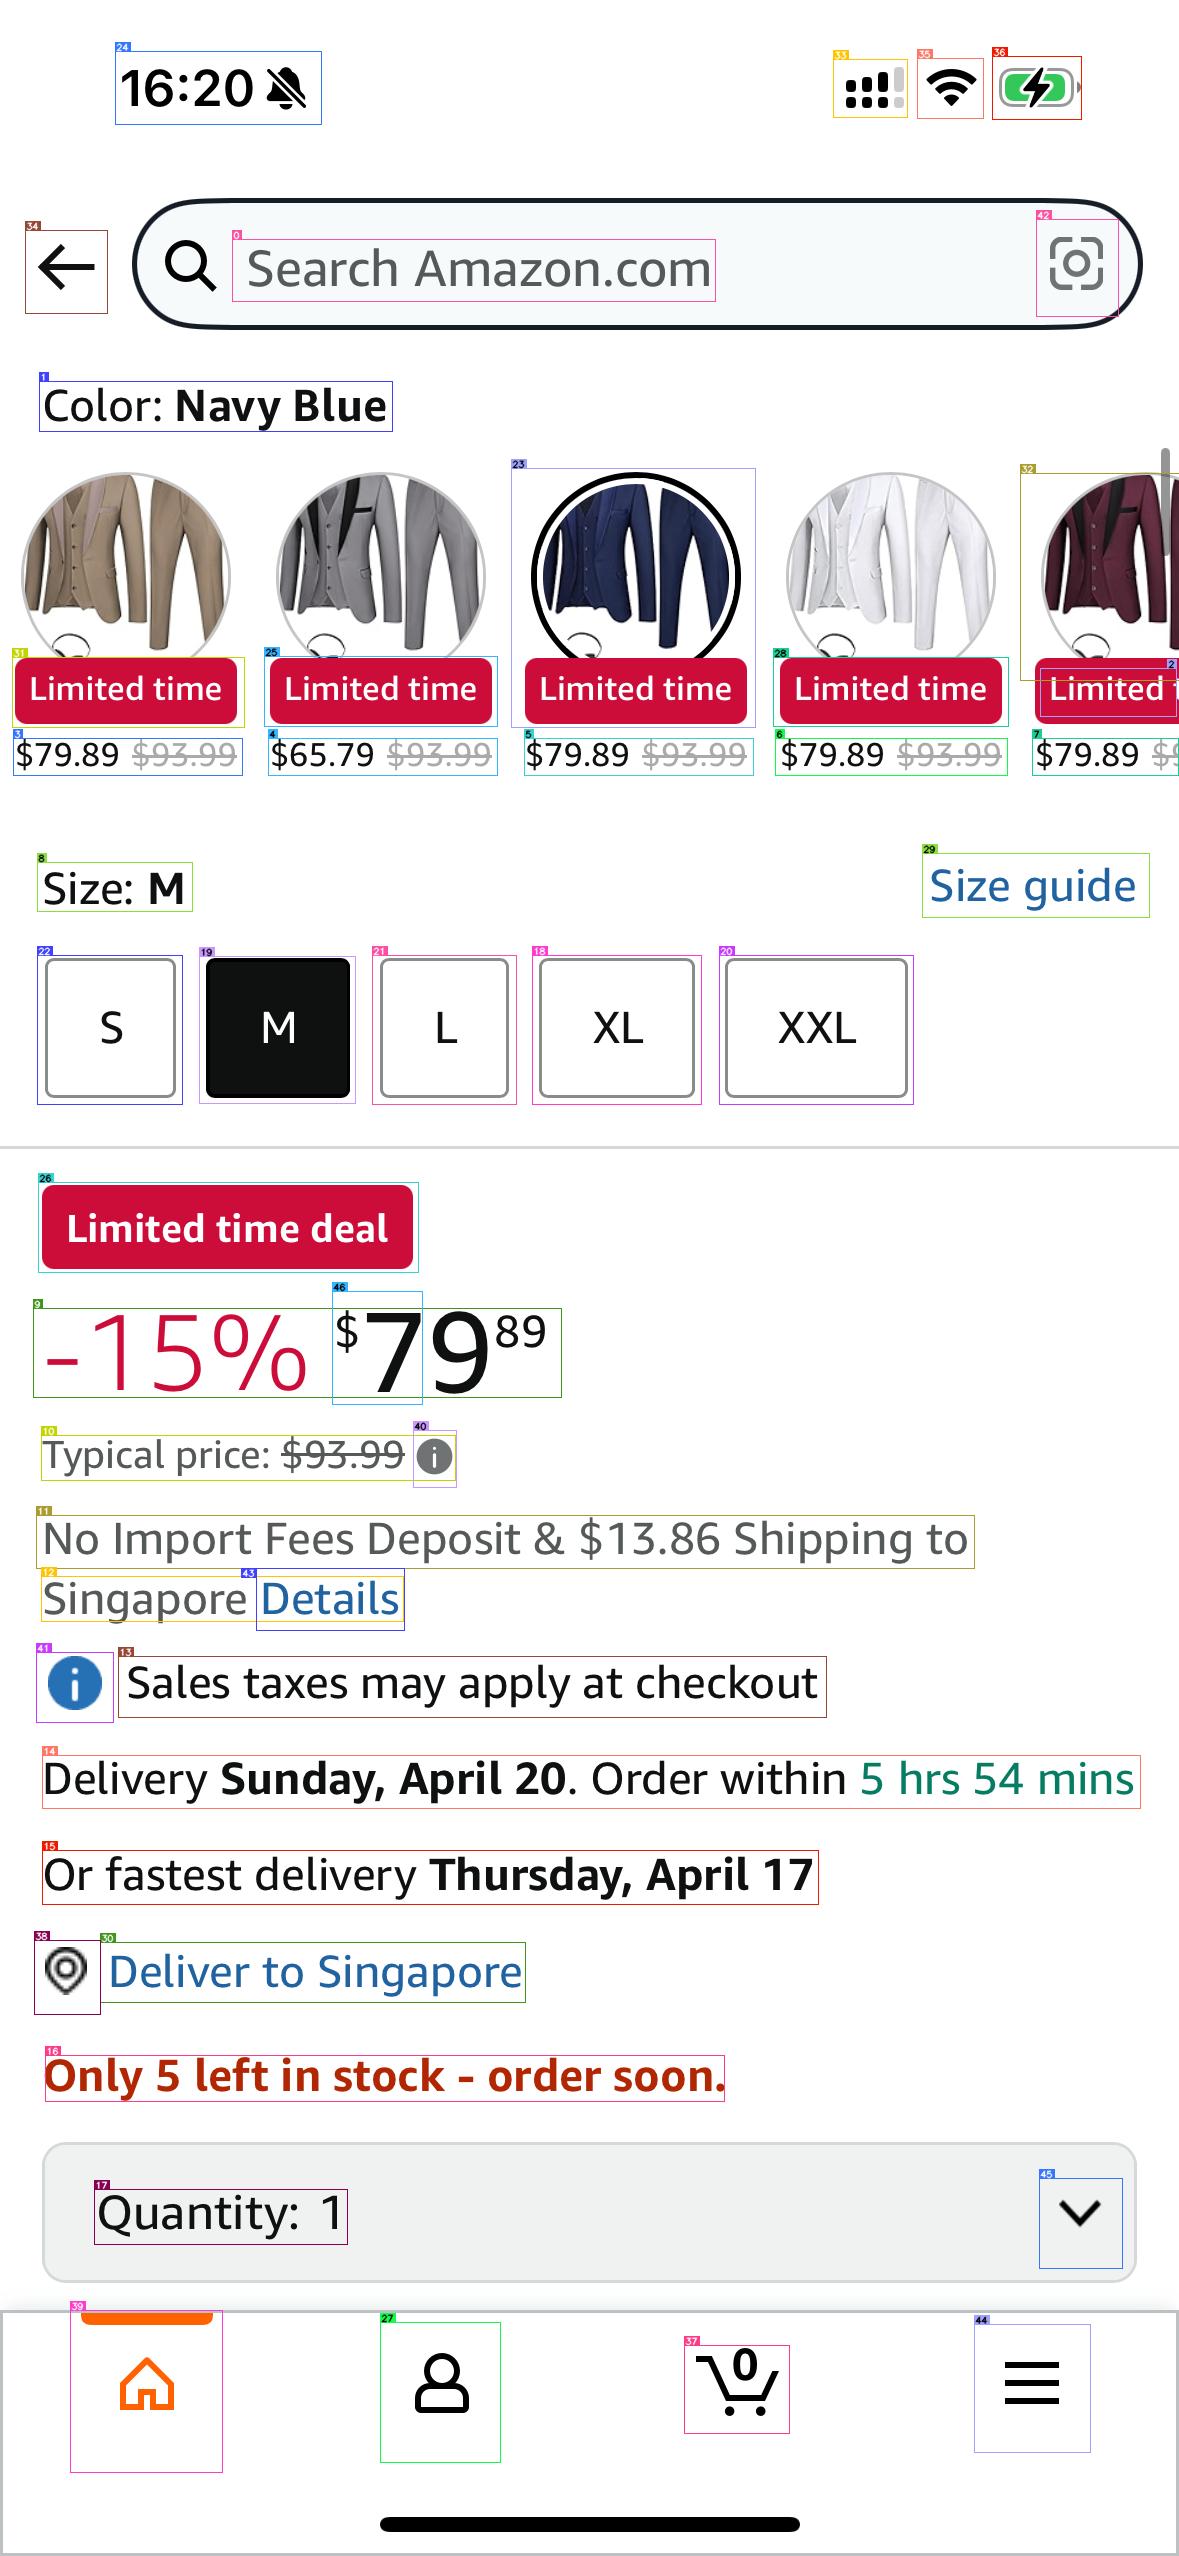 16:20
Search Amazon.com
Color: Navy Blue
Limited time Limited time Limited time Limited time Limited
$79.89 $93.99 $65.79 $93.99 $79.89 $93.99 $79.89 $93.99 $79.89
Size: M Size guide
S M L XL XXL
Limited time deal
-15% $79 89
Typical price: $93.99
No Import Fees Deposit & $13.86 Shipping to
Singapore Details
Sales taxes may apply at checkout
Delivery Sunday, April 20. Order within 5 hrs 54 mins
Or fastest delivery Thursday, April 17
Deliver to Singapore
Only 5 left in stock - order soon.
Quantity: 1
0